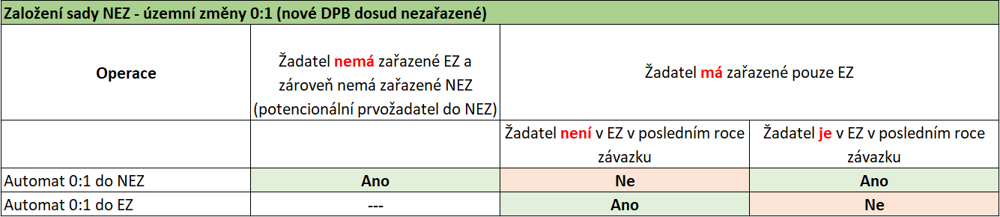 Založení sady NEZ - územní změny 0:1 (nové DPB dosud nezařazené)
Operace
Žadatel nemá zařazené EZ a
zároveň nemá zařazené NEZ
(potencionální prvožadatel do NEZ)
Žadatel má zařazené pouze EZ
Žadatel není v EZ v posledním roce
závazku
Žadatel je v EZ v posledním roce
závazku
Automat 0:1 do NEZ Ano Ne Ano
Automat 0:1 do EZ --- Ano Ne